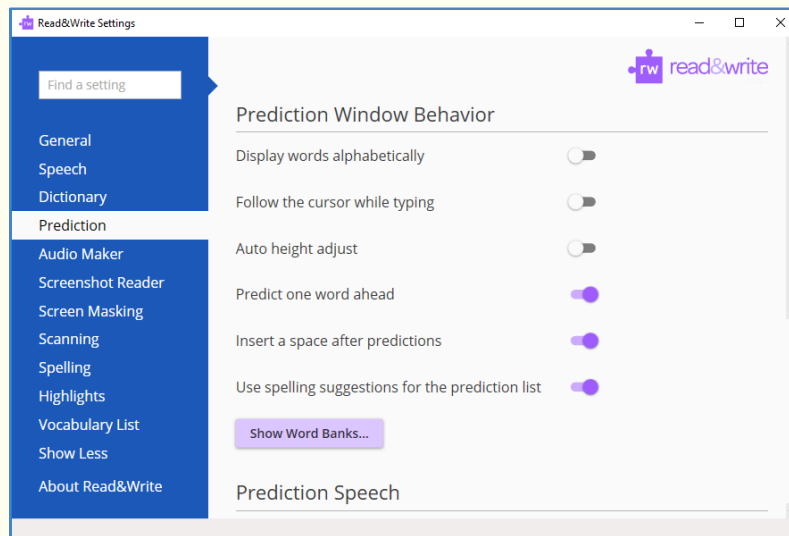 Read&Write Settings
rw read&write
Find a setting
General
Speech
Dictionary
Prediction
Audio Maker
Screenshot Reader
Screen Masking
Scanning
Spelling
Highlights
Vocabulary List
Show Less
About Read&Write
Prediction Window Behavior
Display words alphabetically
Follow the cursor while typing
Auto height adjust
Predict one word ahead
Insert a space after predictions
Use spelling suggestions for the prediction list
Show Word Banks...
Prediction Speech